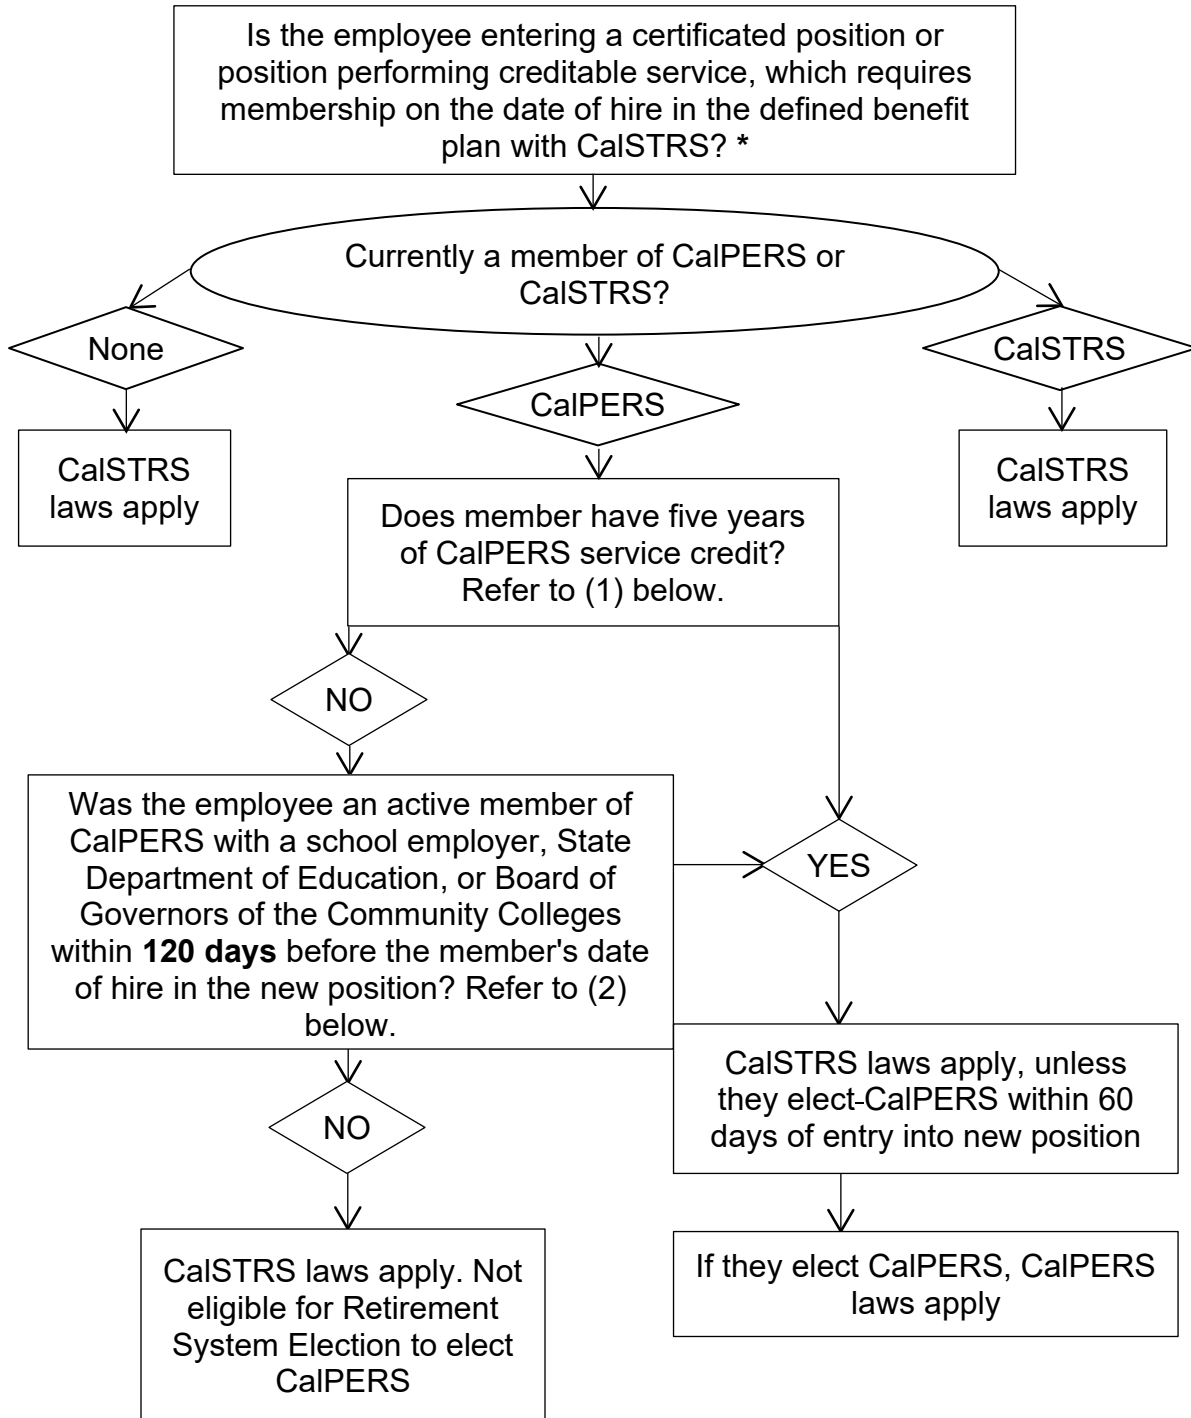 Is the employee entering a certificated position or
position performing creditable service, which requires
membership on the date of hire in the defined benefit
plan with CalSTRS? *
Currently a member of CalPERS or
CalSTRS?
None
CalPERS
CalSTRS
CalSTRS
laws apply
CalSTRS
laws apply
Does member have five years
of CalPERS service credit?
Refer to (1) below.
NO
Was the employee an active member of
CalPERS with a school employer, State
Department of Education, or Board of
Governors of the Community Colleges
within 120 days before the member's date
of hire in the new position? Refer to (2)
below.
YES
NO
CalSTRS laws apply, unless
they elect-CalPERS within 60
days of entry into new position
If they elect CalPERS, CalPERS
laws apply
CalSTRS laws apply. Not
eligible for Retirement
System Election to elect
CalPERS